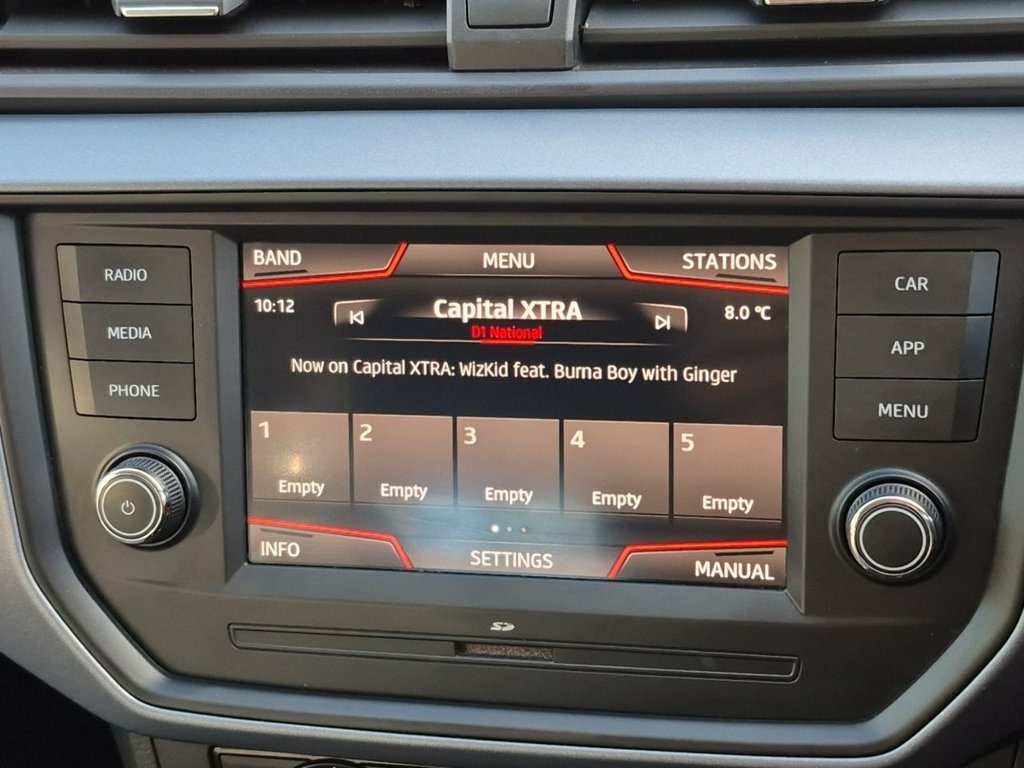 RADIO
MEDIA
PHONE
BAND
MENU
STATIONS
10:12
Capital XTRA
8.0 °C
D1 National
Now on Capital XTRA: WizKid feat. Burna Boy with Ginger
1
2
3
4
5
Empty
Empty
Empty
Empty
Empty
INFO
SETTINGS
MANUAL
CAR
APP
MENU
SD